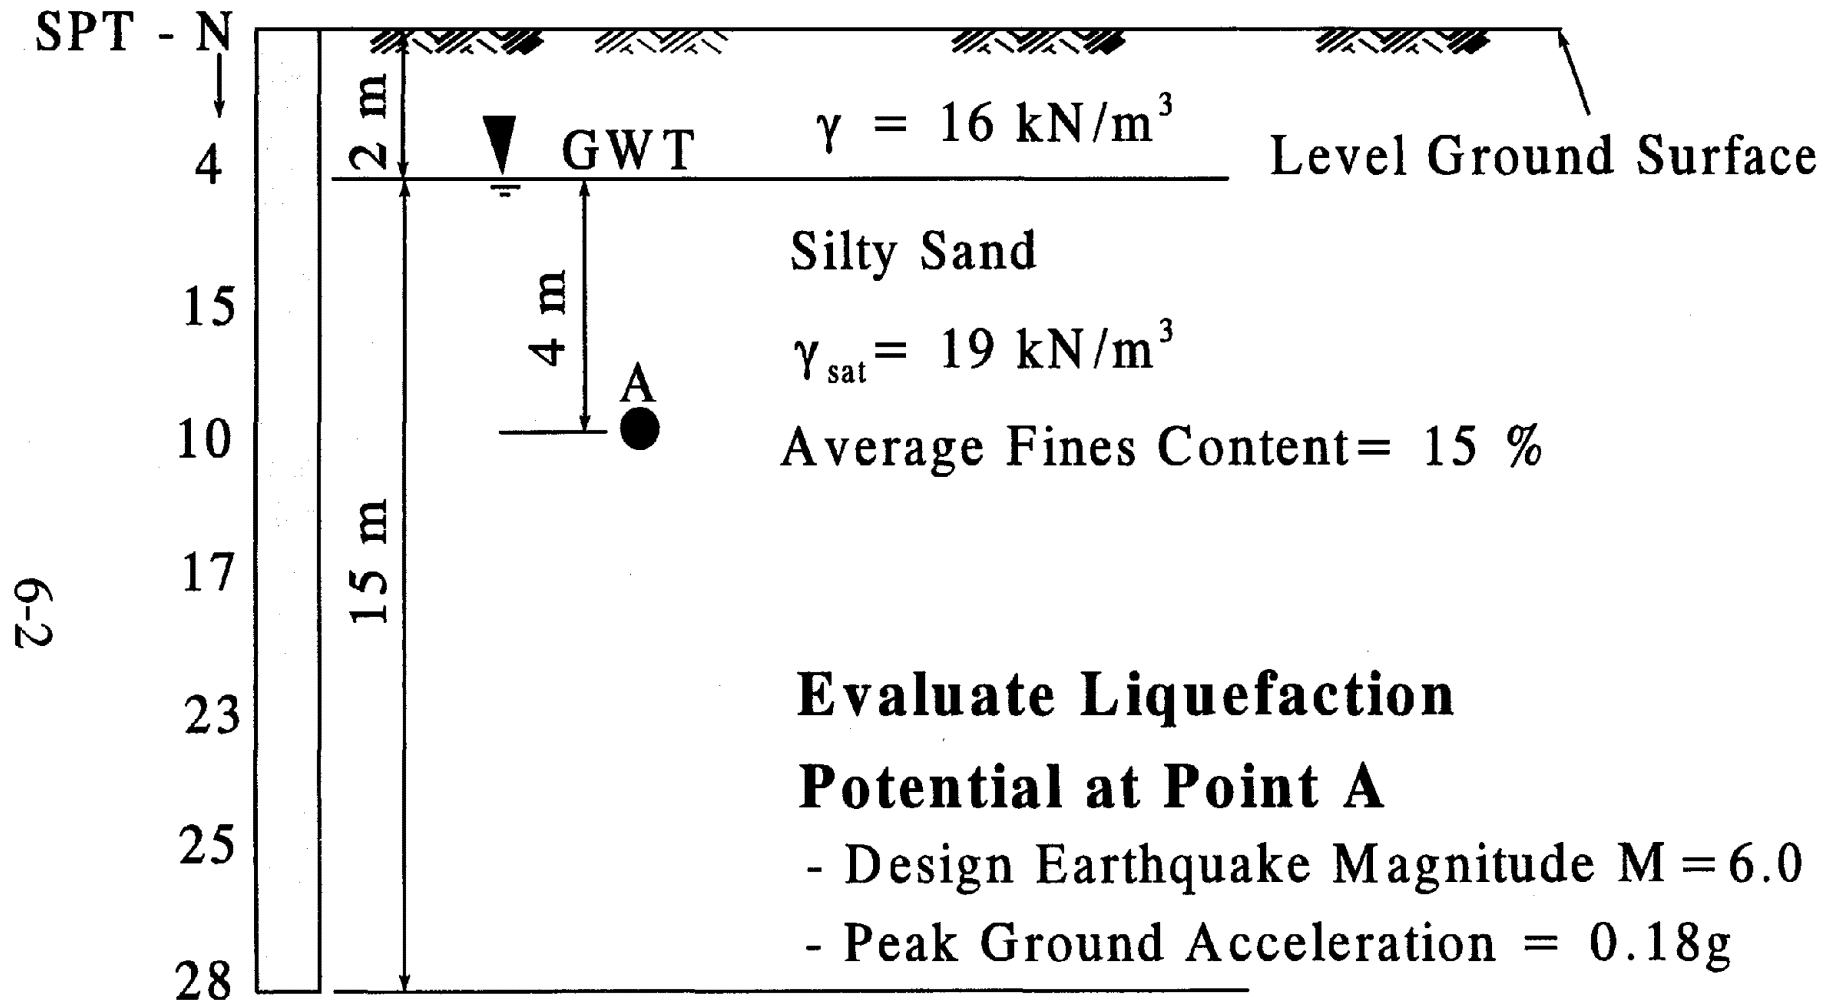 SPT - N
2 m
GWT
γ = 16 kN/m³
Level Ground Surface
4
Silty Sand
15
4 m
γsat = 19 kN/m³
A
10
Average Fines Content = 15 %
15 m
17
6-2
23
Evaluate Liquefaction
Potential at Point A
25
- Design Earthquake Magnitude M = 6.0
- Peak Ground Acceleration = 0.18g
28